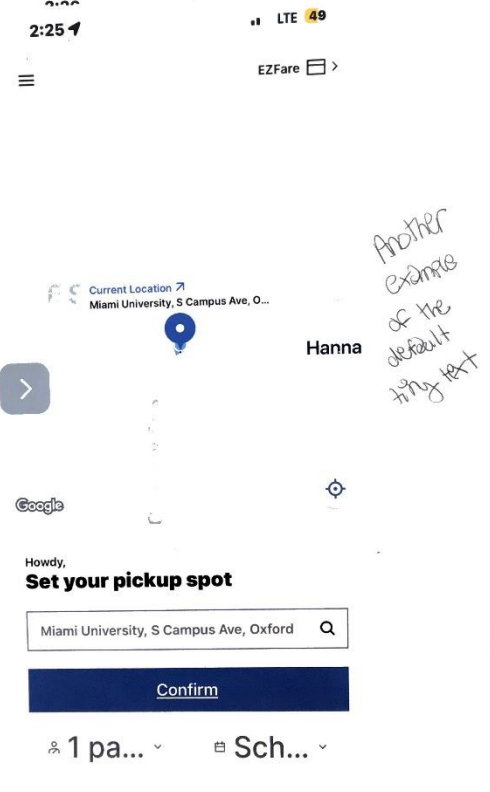 2:25
LTE 49
EZFare
Current Location
Miami University, S Campus Ave, O...
Hanna
Another
example
of the
default
tiny text
Google
Howdy,
Set your pickup spot
Miami University, S Campus Ave, Oxford
Confirm
1 pa... Sch...